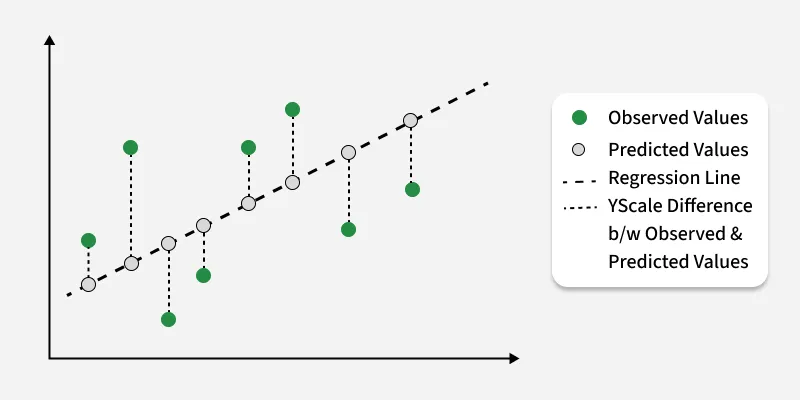 Observed Values
Predicted Values
Regression Line
YScale Difference
b/w Observed &
Predicted Values